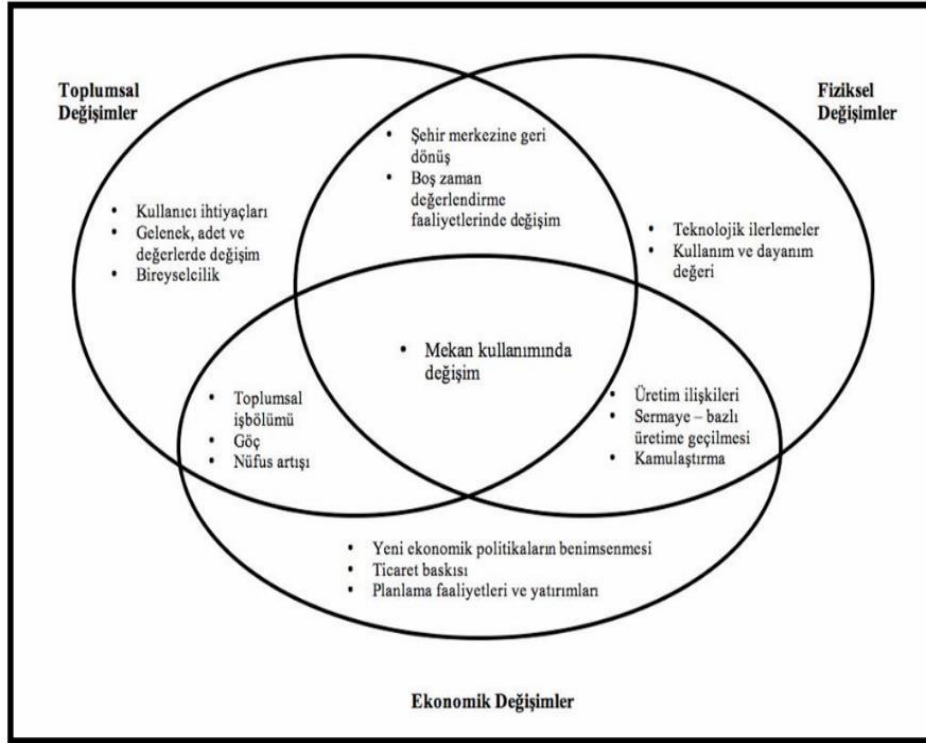 Toplumsal
Değişimler
Fiziksel
Değişimler
• Şehir merkezine geri
dönüş
• Boş zaman
değerlendirme
faaliyetlerinde değişim
• Kullanıcı ihtiyaçları
• Gelenek, adet ve
değerlerde değişim
• Bireyselcilik
• Teknolojik ilerlemeler
• Kullanım ve dayanım
değeri
• Mekan kullanımında
değişim
• Toplumsal
işbölümü
• Göç
• Nüfus artışı
• Üretim ilişkileri
• Sermaye – bazlı
üretime geçilmesi
• Kamulaştırma
• Yeni ekonomik politikaların benimsenmesi
• Ticaret baskısı
• Planlama faaliyetleri ve yatırımları
Ekonomik Değişimler